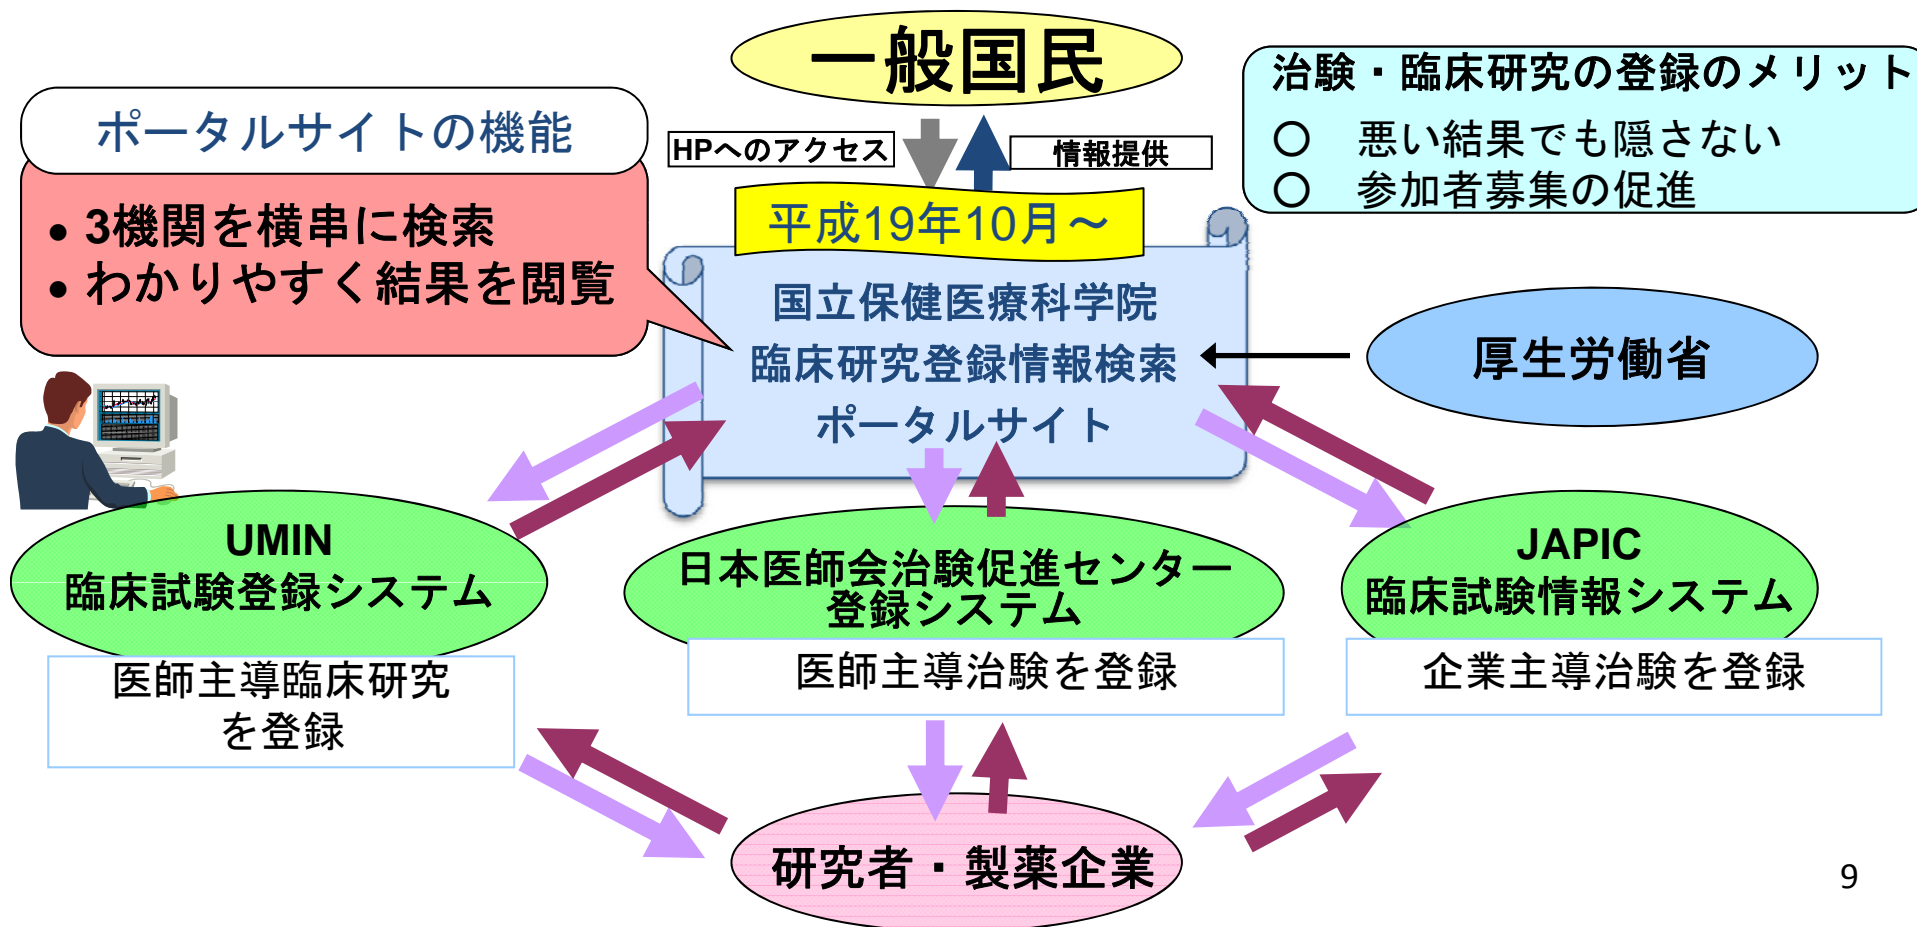 一般国民
治験・臨床研究の登録のメリット
○ 悪い結果でも隠さない
○ 参加者募集の促進
ポータルサイトの機能
● 3機関を横串に検索
● わかりやすく結果を閲覧
HPへのアクセス
情報提供
平成19年10月～
国立保健医療科学院
臨床研究登録情報検索
ポータルサイト
厚生労働省
UMIN
臨床試験登録システム
医師主導臨床研究
を登録
日本医師会治験促進センター
登録システム
医師主導治験を登録
JAPIC
臨床試験情報システム
企業主導治験を登録
研究者・製薬企業
9